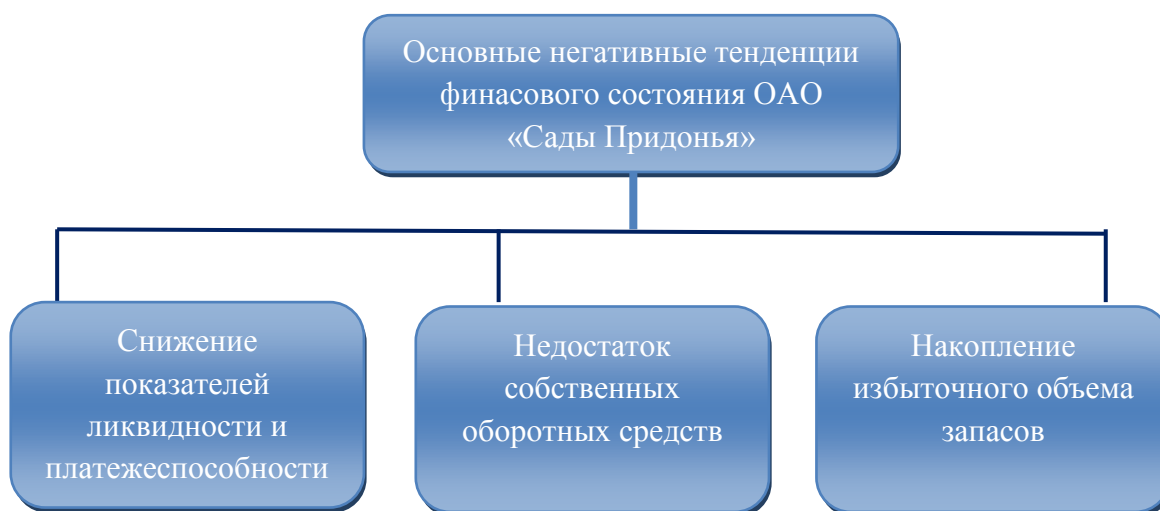 Основные негативные тенденции
финасового состояния ОАО
«Сады Придонья»
Снижение
показателей
ликвидности и
платежеспособности
Недостаток
собственных
оборотных средств
Накопление
избыточного объема
запасов